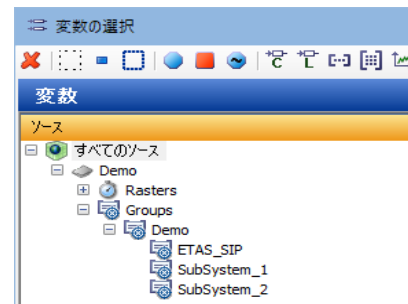 変数の選択
変数
ソース
すべてのソース
Demo
Rasters
Groups
Demo
ETAS_SIP
SubSystem_1
SubSystem_2